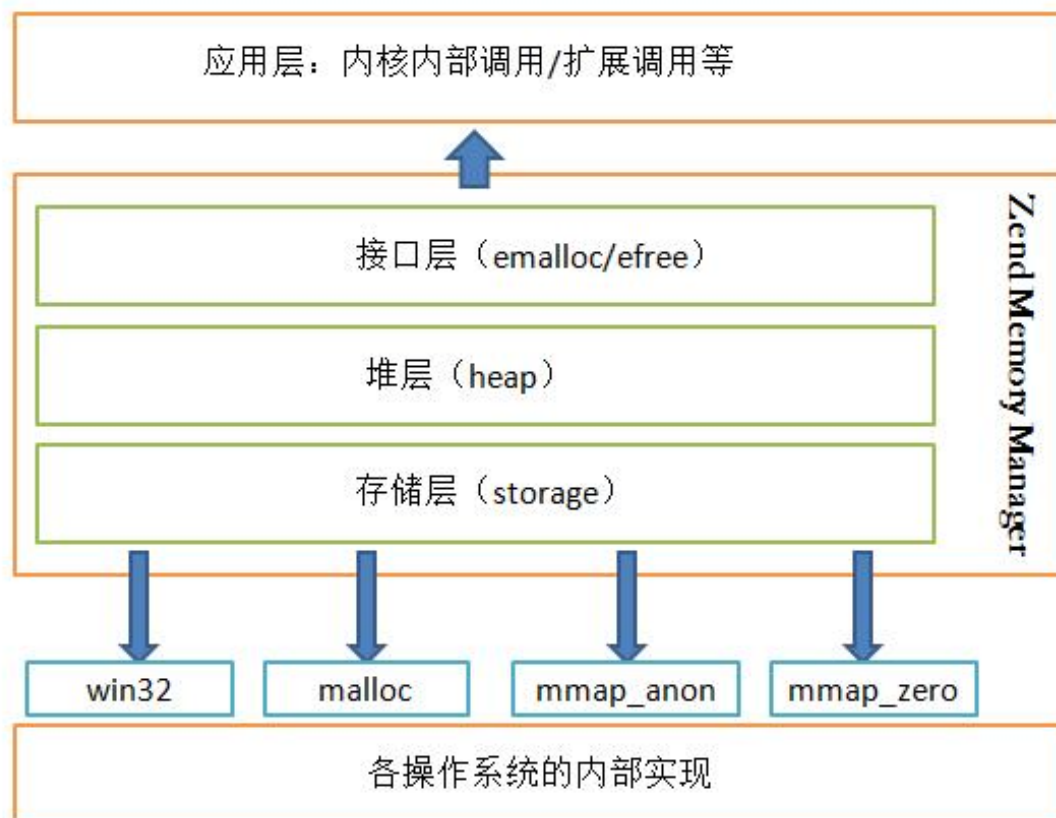 应用层：内核内部调用/扩展调用等
接口层（emalloc/efree）
堆层（heap）
存储层（storage）
Zend Memory Manager
win32
malloc
mmap_anon
mmap_zero
各操作系统的内部实现